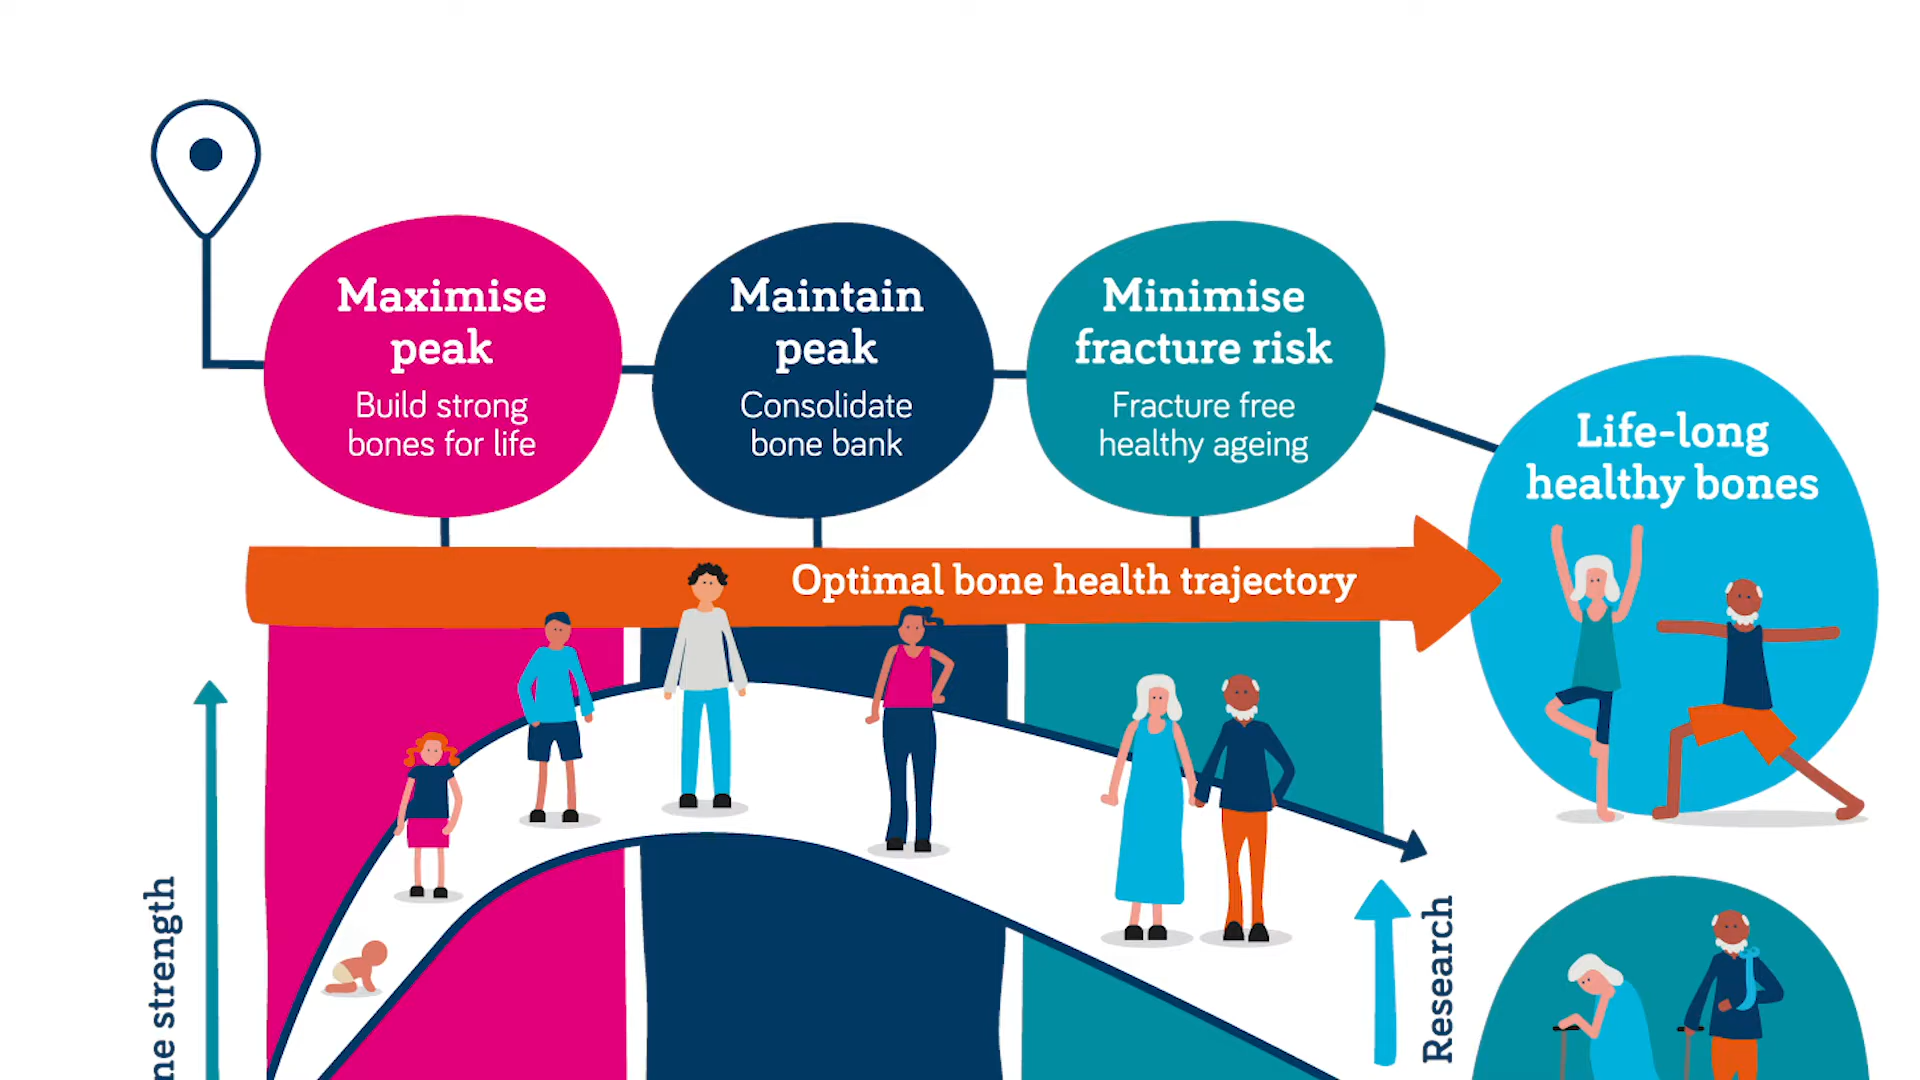 Maximise
peak
Build strong
bones for life
Maintain
peak
Consolidate
bone bank
Minimise
fracture risk
Fracture free
healthy ageing
Life-long
healthy bones
Optimal bone health trajectory
ne strength
Research